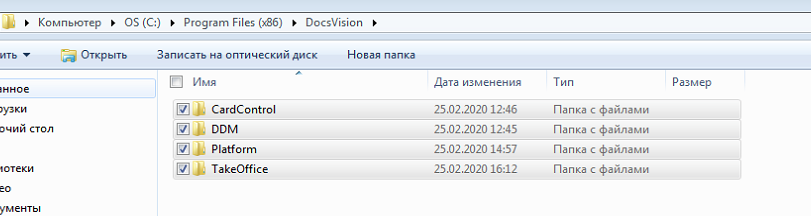 Компьютер OS (C:) Program Files (x86) DocsVision
ить Открыть Записать на оптический диск Новая папка
Имя Дата изменения Тип Размер
анное
рузки
очий стол
иотеки
ео
ументы
CardControl 25.02.2020 12:46 Папка с файлами
DDM 25.02.2020 12:45 Папка с файлами
Platform 25.02.2020 14:57 Папка с файлами
TakeOffice 25.02.2020 16:12 Папка с файлами